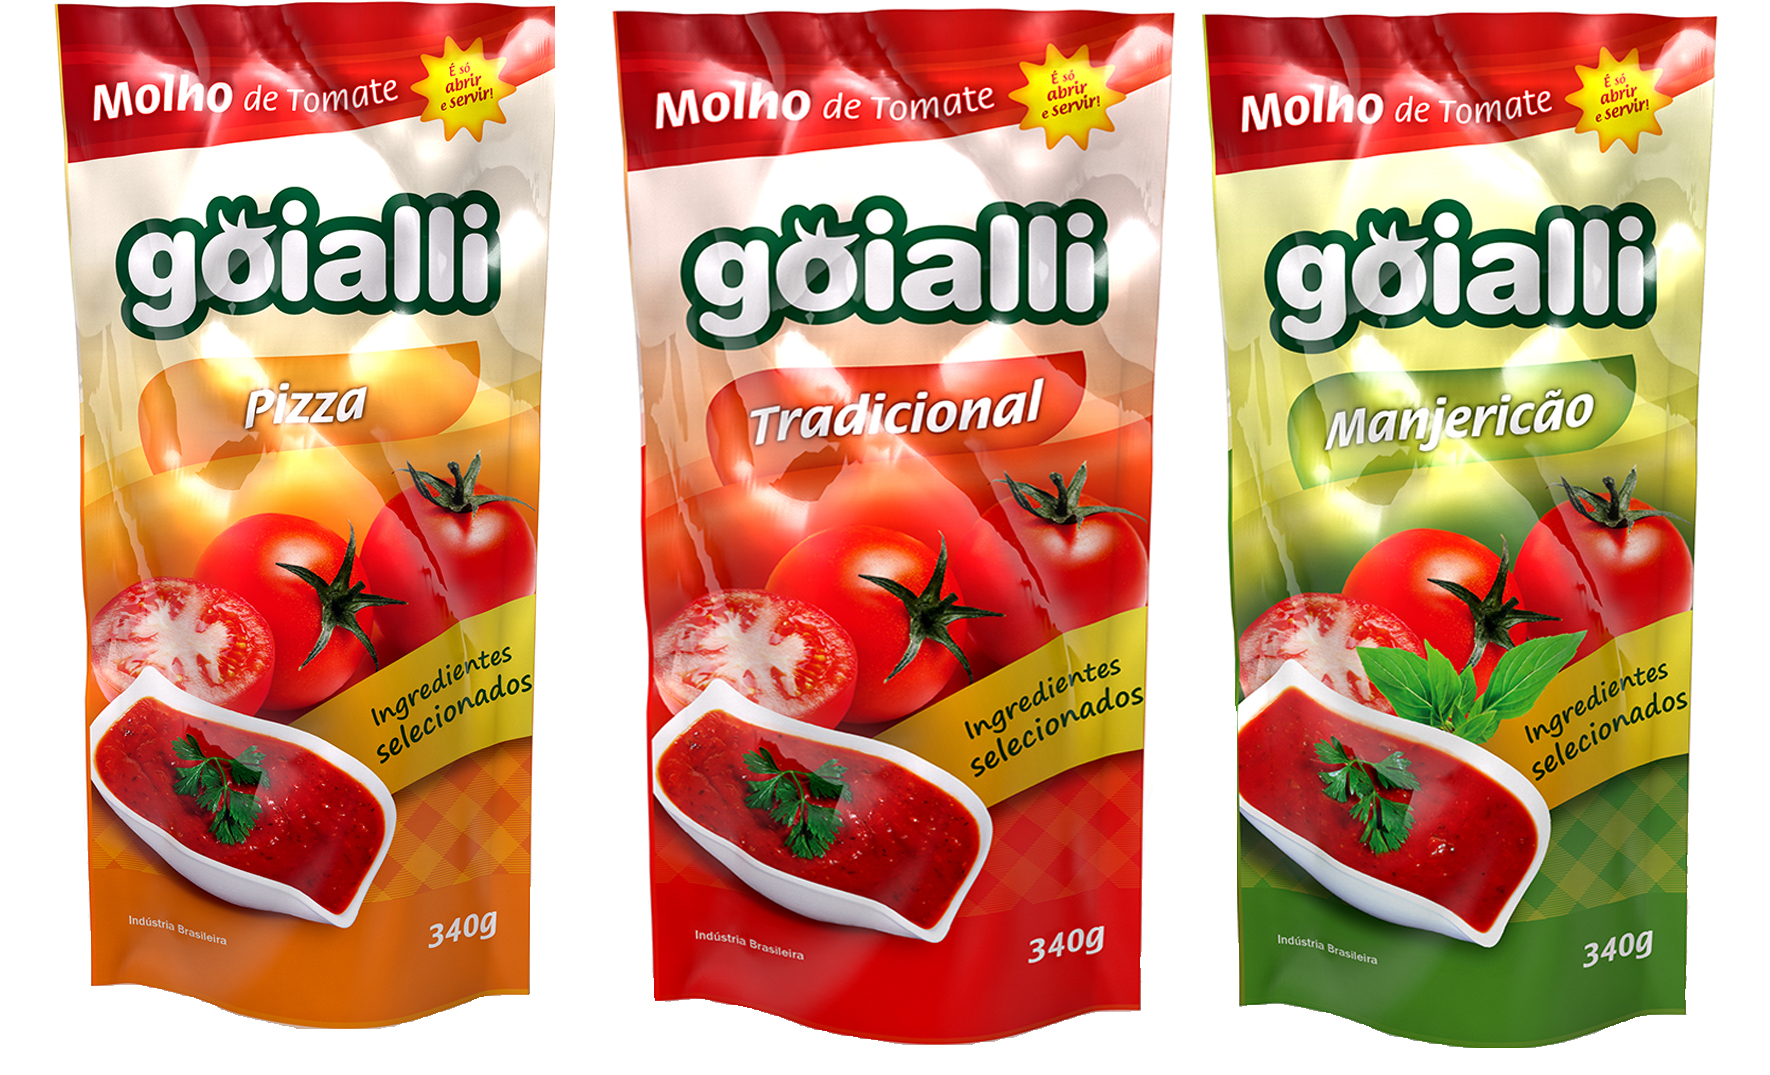 Molho de Tomate
É só
abrir
e servir!
goialli
Pizza
Ingredientes
selecionados
Indústria Brasileira
340g
Molho de Tomate
É só
abrir
e servir!
goialli
Tradicional
Ingredientes
selecionados
Indústria Brasileira
340g
Molho de Tomate
É só
abrir
e servir!
goialli
Manjericão
Ingredientes
selecionados
Indústria Brasileira
340g